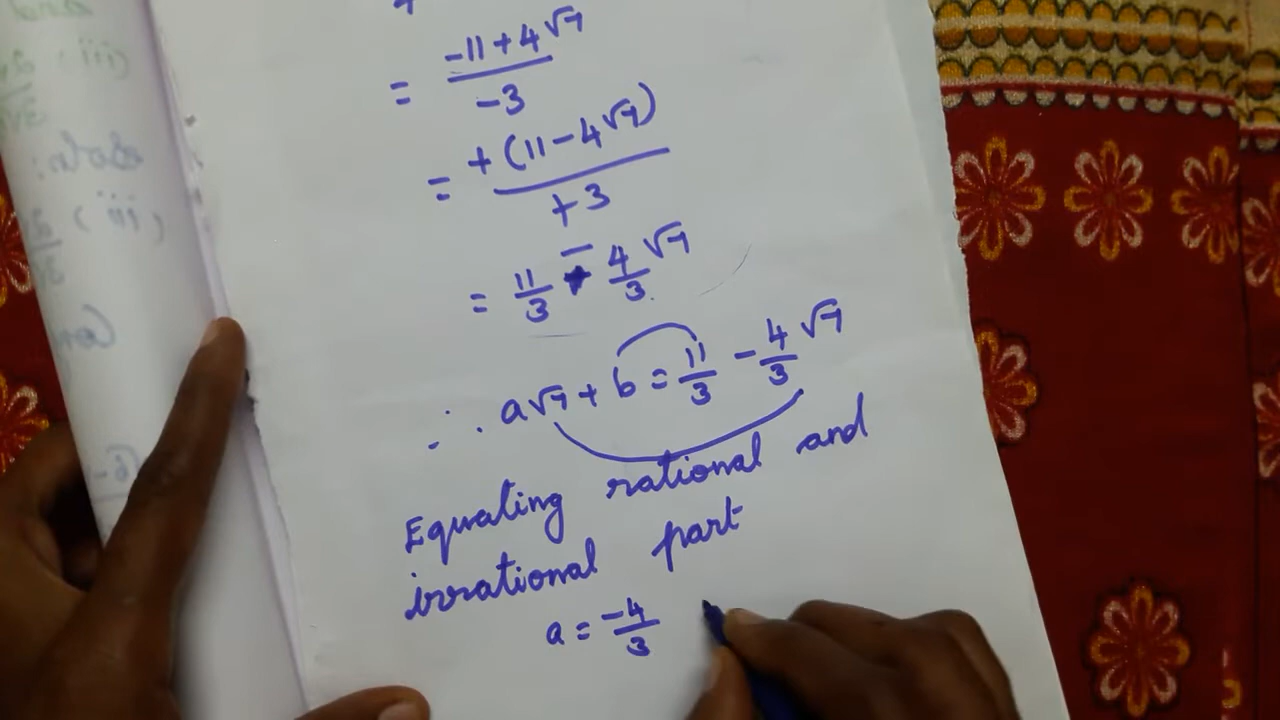 = -11+4√7 / -3
= +(11-4√7) / +3
= 11/3 - 4/3 √7
∴ a√7 + b = 11/3 - 4/3 √7
Equating rational and
irrational part
a = -4/3